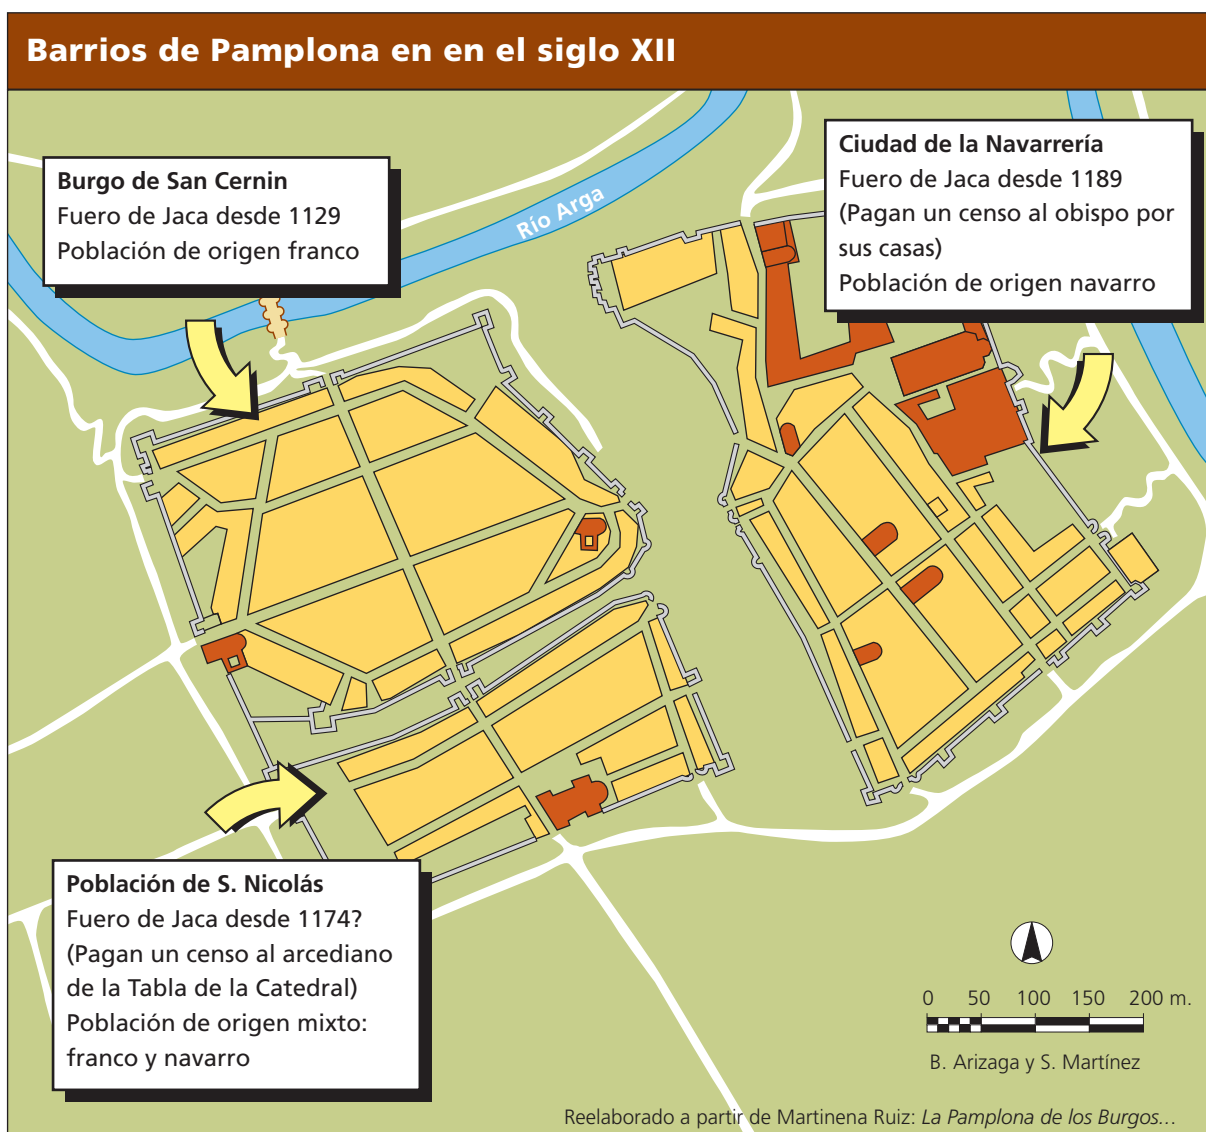 Barrios de Pamplona en en el siglo XII
Burgo de San Cernin
Fuero de Jaca desde 1129
Población de origen franco
Río Arga
Ciudad de la Navarrería
Fuero de Jaca desde 1189
(Pagan un censo al obispo por
sus casas)
Población de origen navarro
Población de S. Nicolás
Fuero de Jaca desde 1174?
(Pagan un censo al arcediano
de la Tabla de la Catedral)
Población de origen mixto:
franco y navarro
0 50 100 150 200 m.
B. Arizaga y S. Martínez
Reelaborado a partir de Martinena Ruiz: La Pamplona de los Burgos...